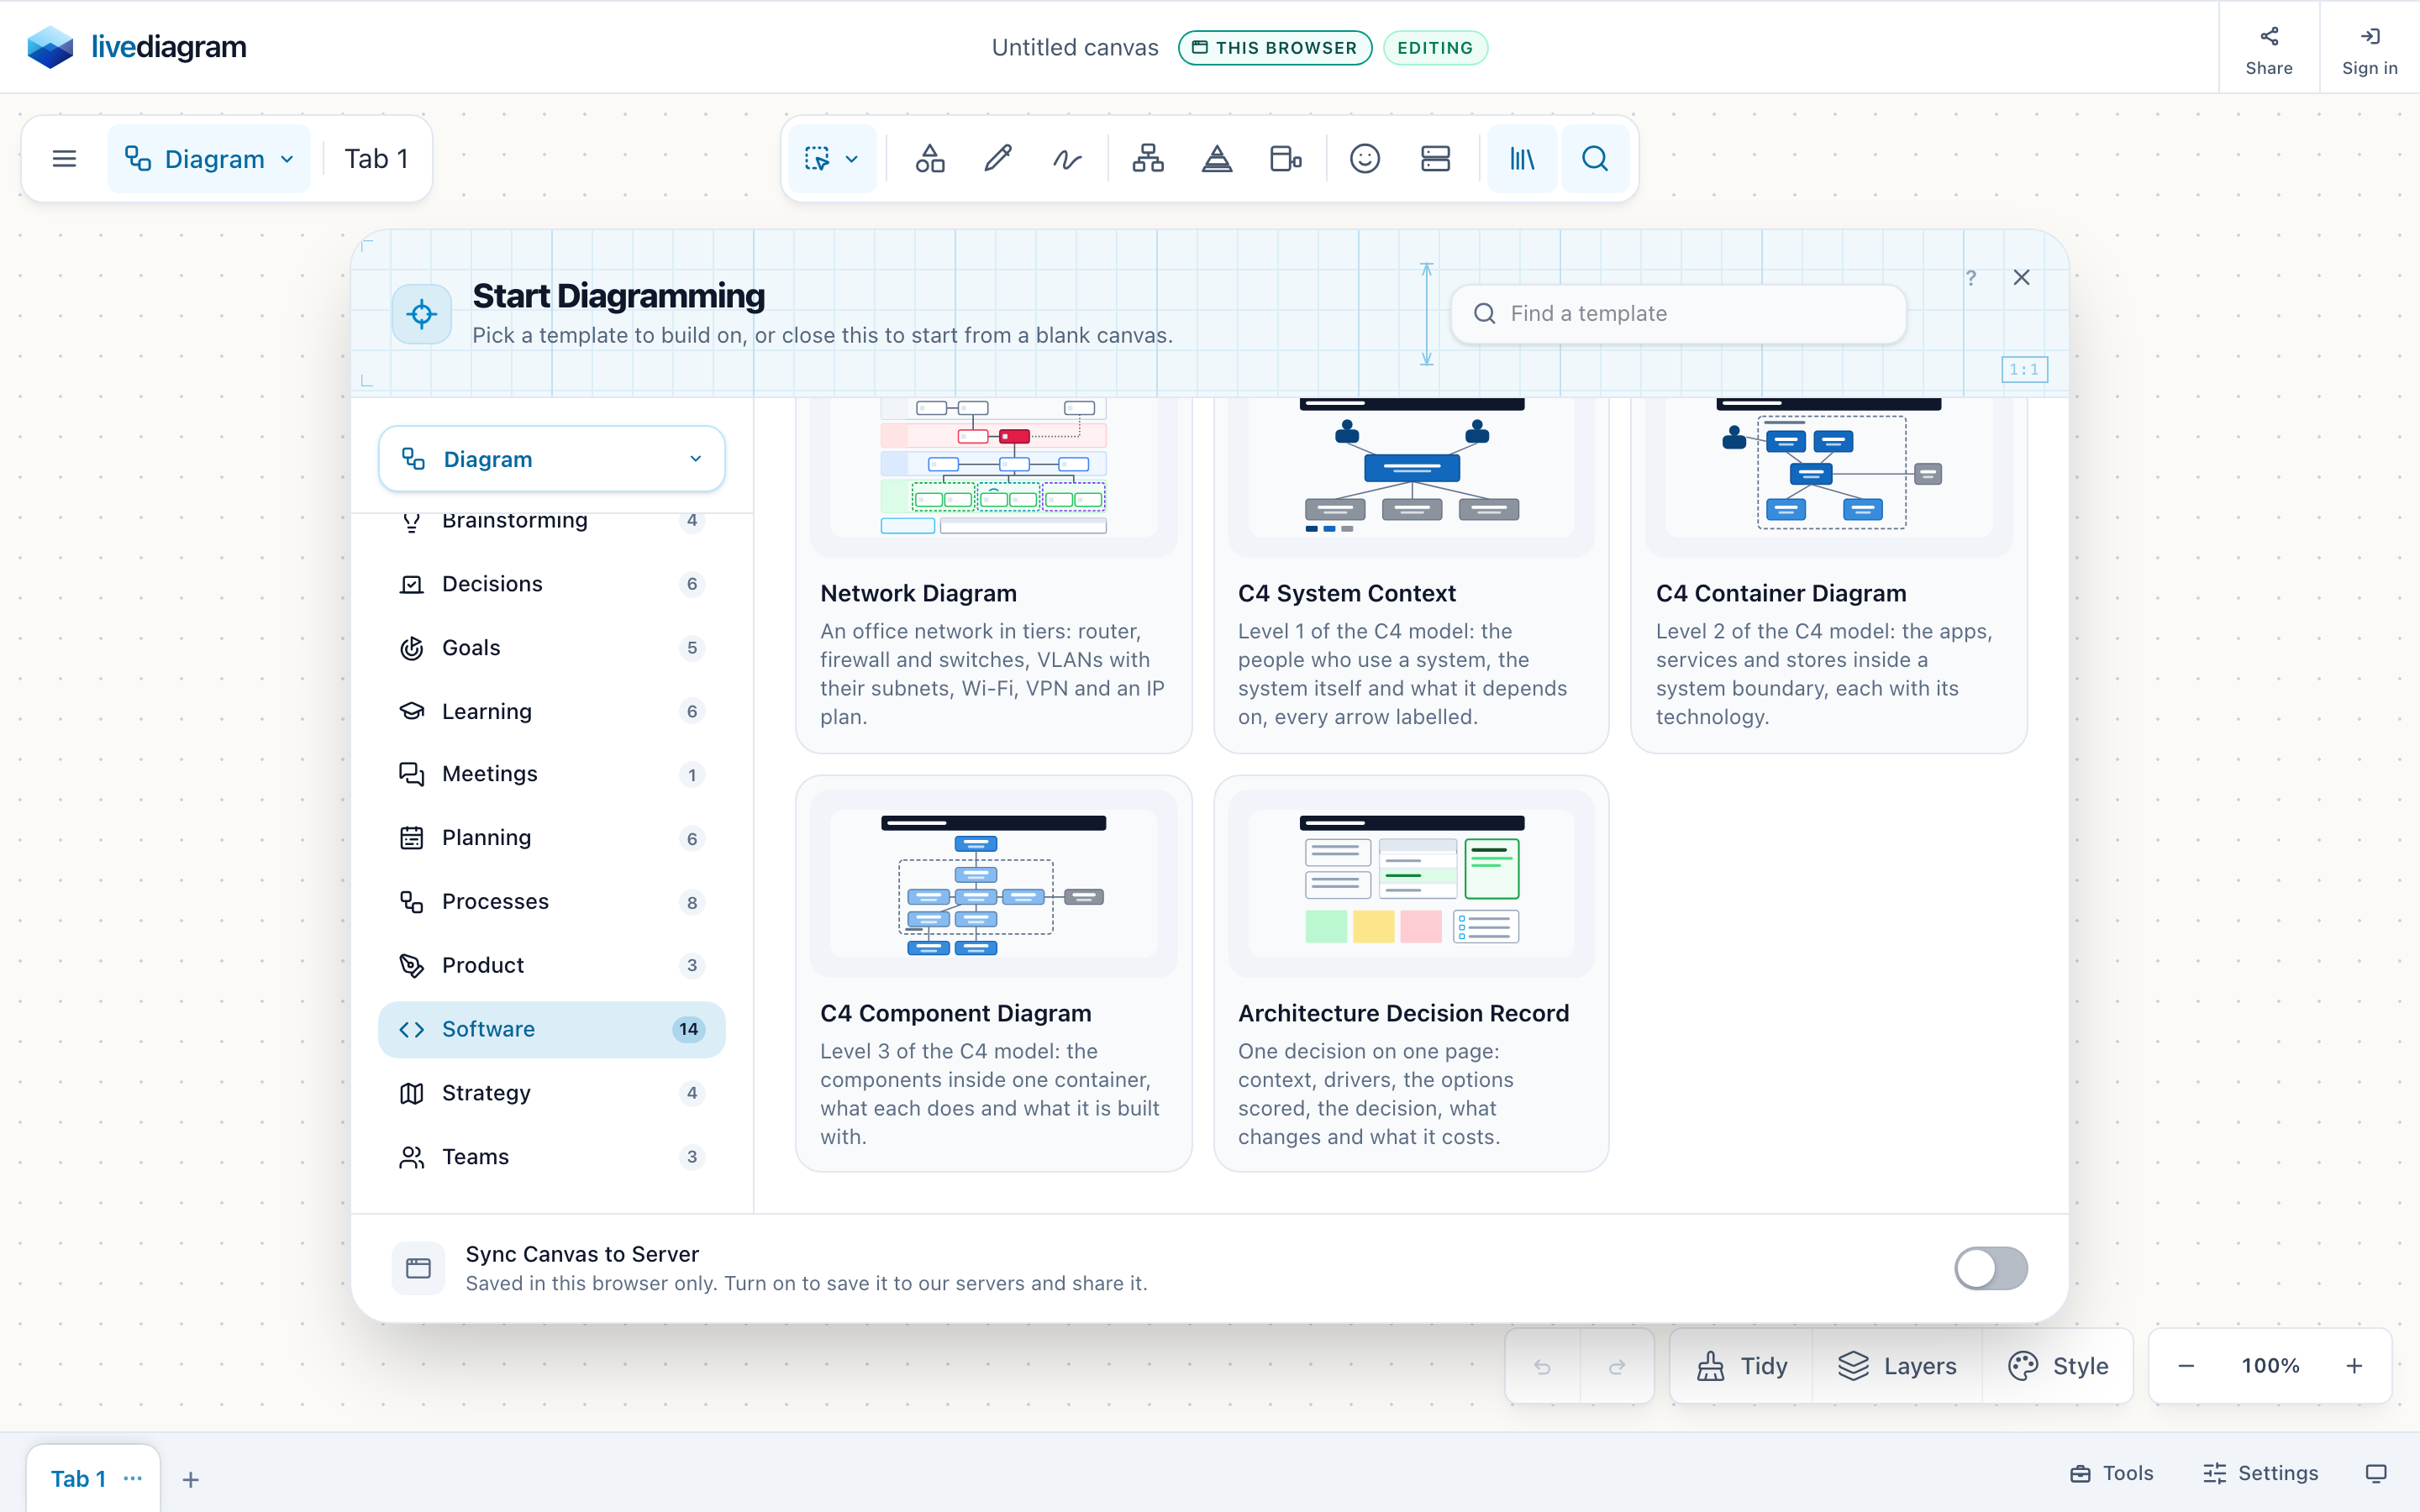 livediagram
Untitled canvas
THIS BROWSER
EDITING
Share
Sign in
Diagram
Tab 1
Start Diagramming
Pick a template to build on, or close this to start from a blank canvas.
Find a template
?
1:1
Diagram
Brainstorming 4
Decisions 6
Goals 5
Learning 6
Meetings 1
Planning 6
Processes 8
Product 3
Software 14
Strategy 4
Teams 3
Network Diagram
An office network in tiers: router,
firewall and switches, VLANs with
their subnets, Wi-Fi, VPN and an IP
plan.
C4 System Context
Level 1 of the C4 model: the
people who use a system, the
system itself and what it depends
on, every arrow labelled.
C4 Container Diagram
Level 2 of the C4 model: the apps,
services and stores inside a
system boundary, each with its
technology.
C4 Component Diagram
Level 3 of the C4 model: the
components inside one container,
what each does and what it is built
with.
Architecture Decision Record
One decision on one page:
context, drivers, the options
scored, the decision, what
changes and what it costs.
Sync Canvas to Server
Saved in this browser only. Turn on to save it to our servers and share it.
Tidy
Layers
Style
100%
Tab 1
Tools
Settings